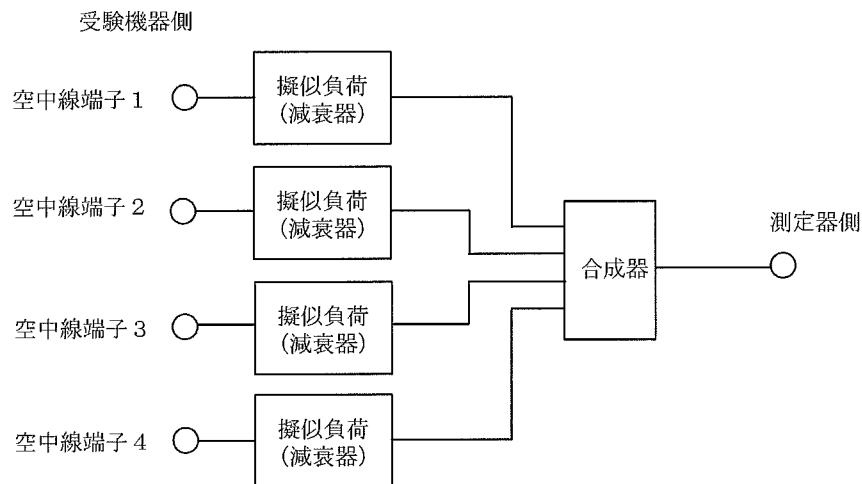 受験機器側
空中線端子1
擬似負荷
(減衰器)
空中線端子2
擬似負荷
(減衰器)
測定器側
合成器
空中線端子3
擬似負荷
(減衰器)
空中線端子4
擬似負荷
(減衰器)